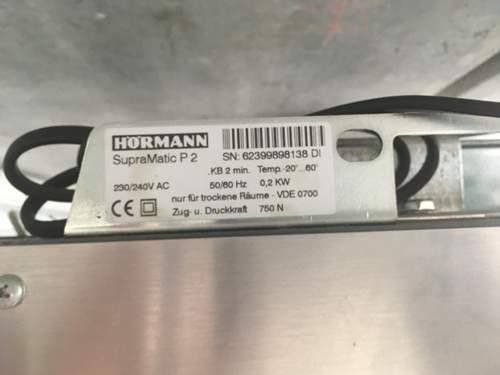 HÖRMANN
SupraMatic P 2
SN: 62399898138 DI
KB 2 min. Temp.-20°...60°
230/240V AC 50/60 Hz 0,2 KW
CE nur für trockene Räume - VDE 0700
Zug- u. Druckkraft 750 N